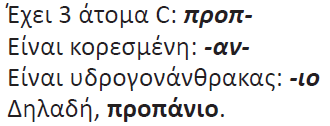 Έχει 3 άτομα C: προπ-
Είναι κορεσμένη: -αν-
Είναι υδρογονάνθρακας: -ιο
Δηλαδή, προπάνιο.